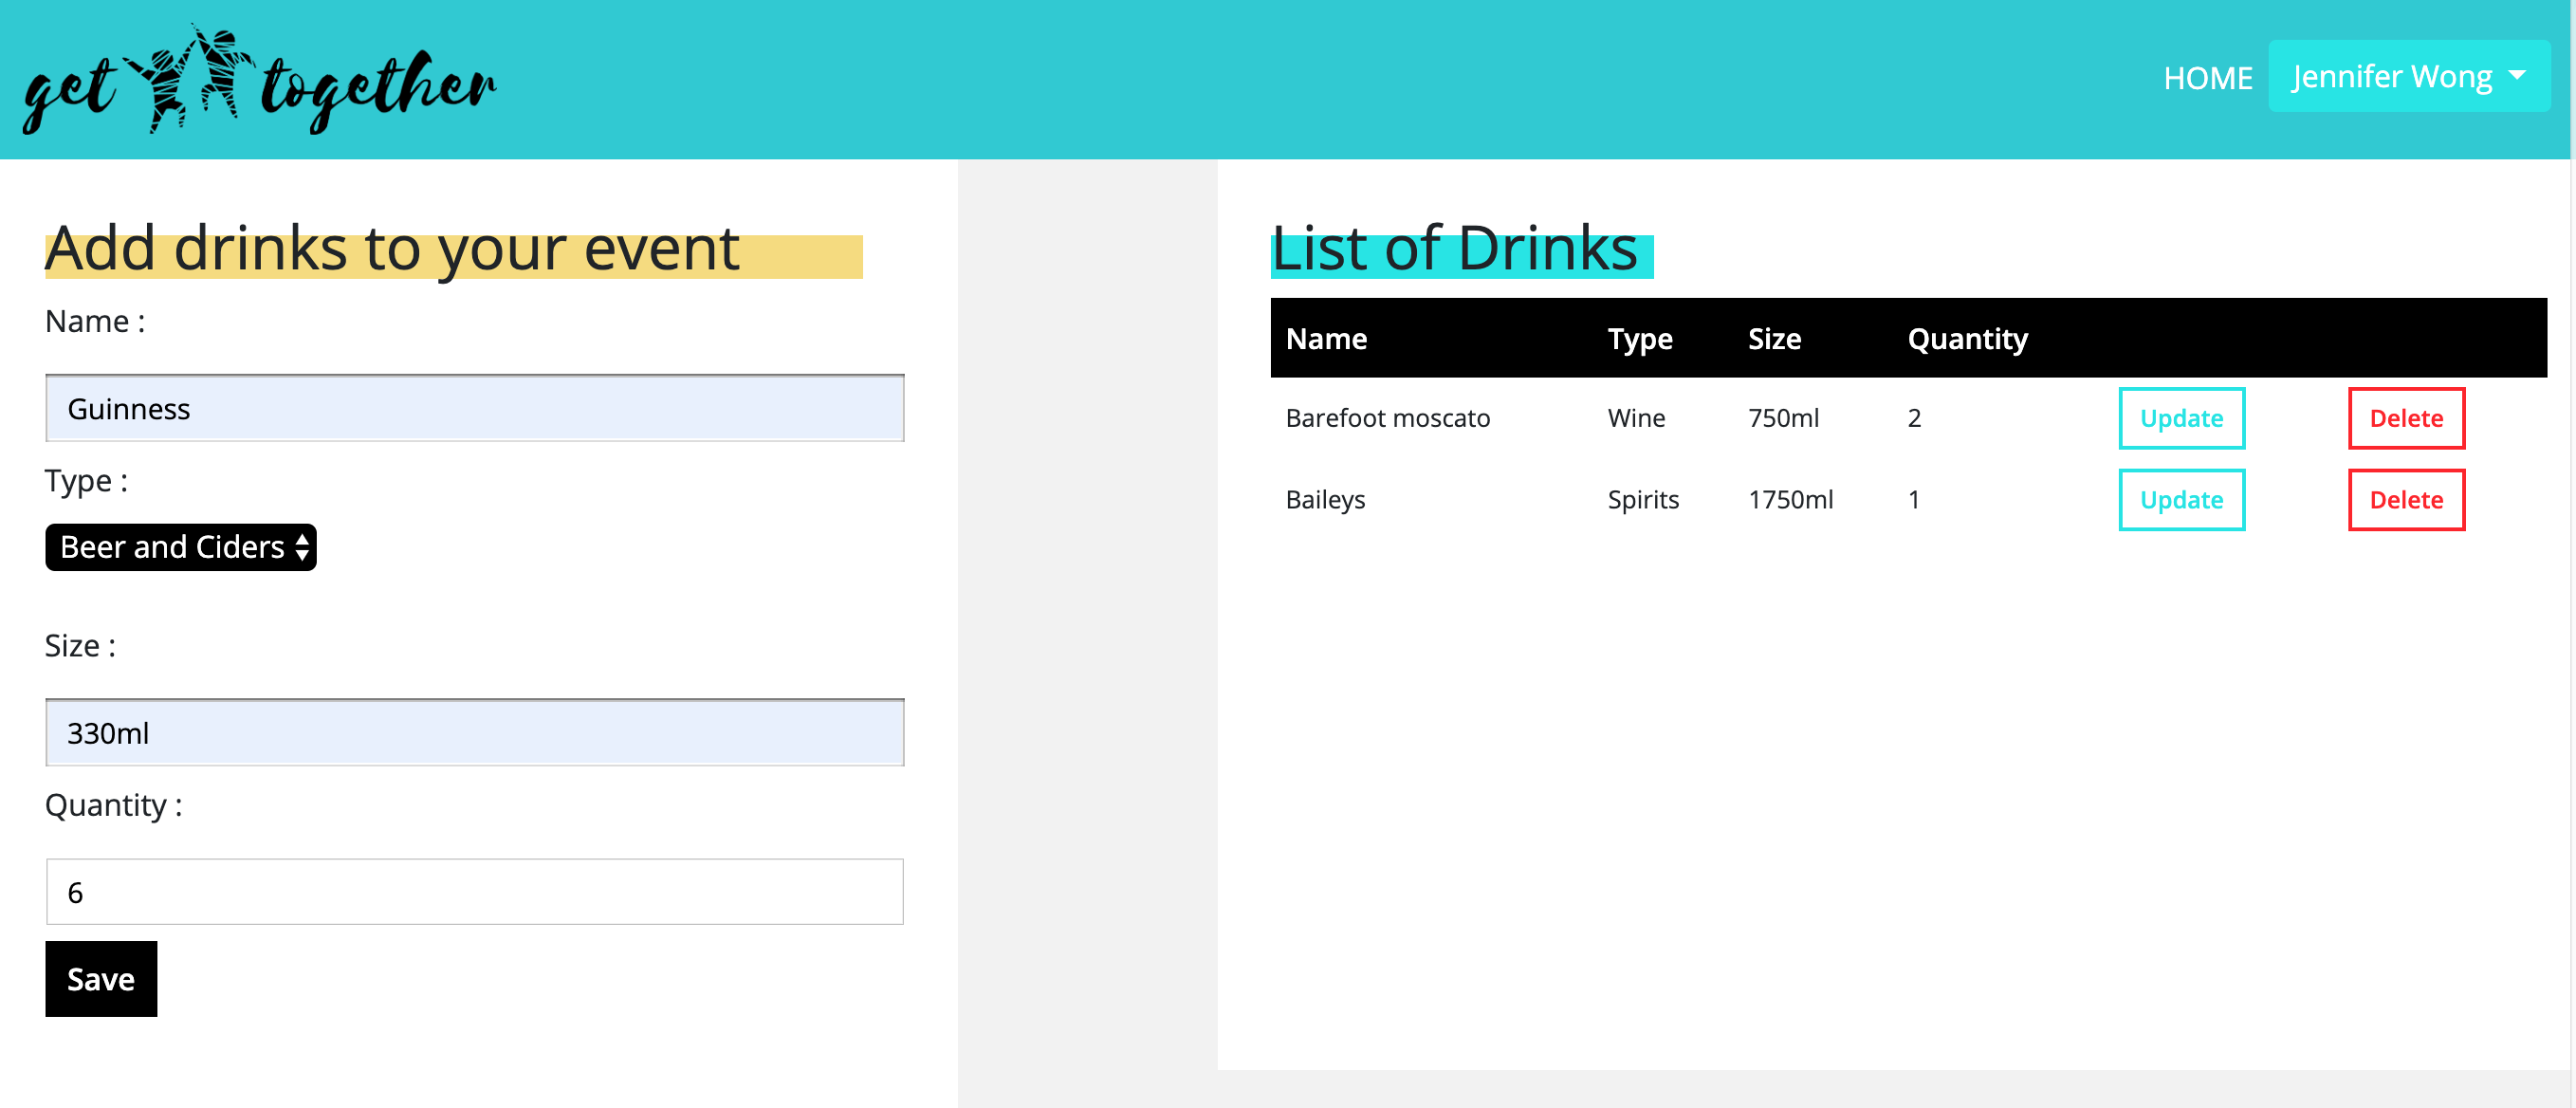 get together
HOME
Jennifer Wong
Add drinks to your event
Name :
Guinness
Type :
Beer and Ciders
Size :
330ml
Quantity :
6
Save
List of Drinks
Name Type Size Quantity
Barefoot moscato Wine 750ml 2 Update Delete
Baileys Spirits 1750ml 1 Update Delete